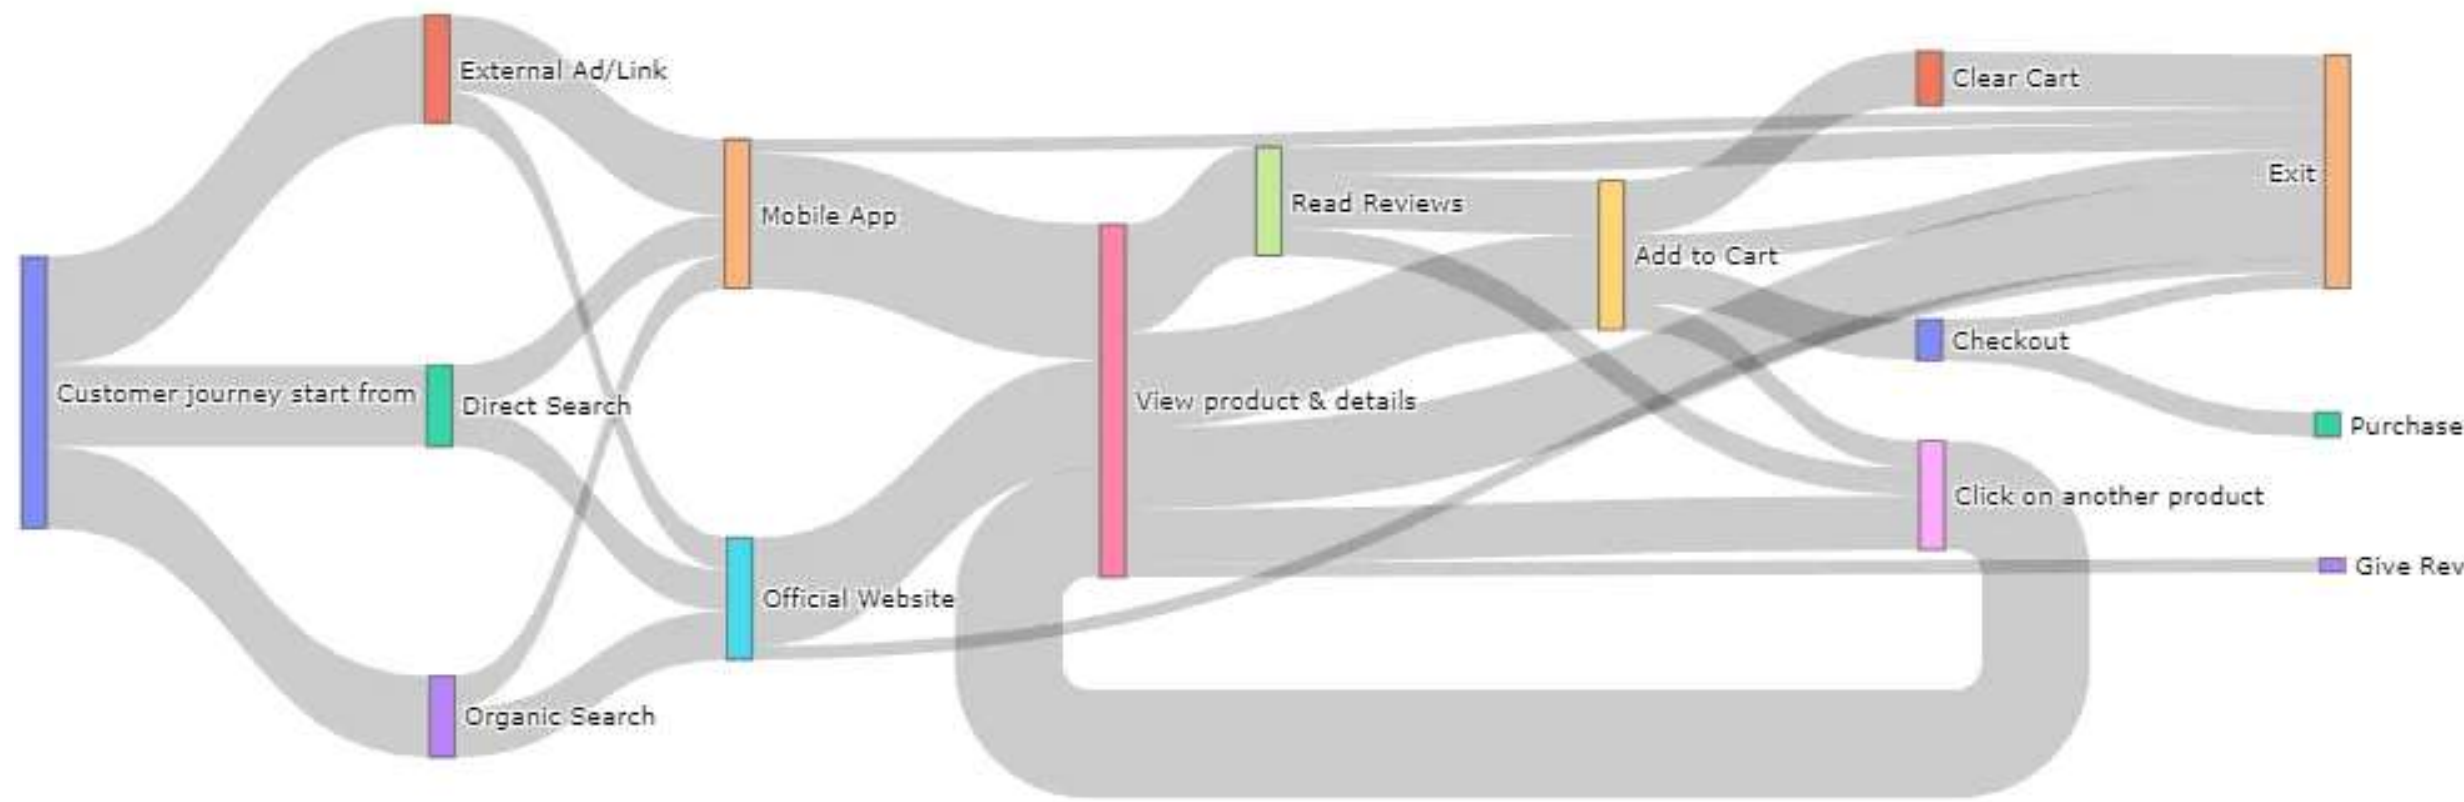 External Ad/Link
Clear Cart
Exit
Read Reviews
Mobile App
Add to Cart
Checkout
Customer journey start from
Direct Search
View product & details
Purchase
Click on another product
Give Rev
Official Website
Organic Search